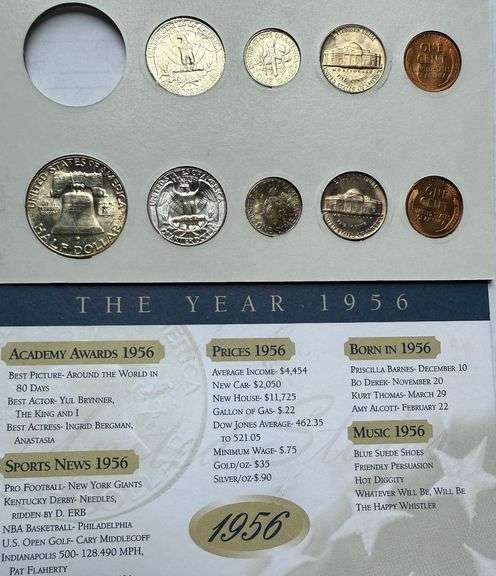 UNITED STATES OF AMERICA
HALF DOLLAR
ONE
CENT
ONE
CENT
THE YEAR 1956
ACADEMY AWARDS 1956
BEST PICTURE- AROUND THE WORLD IN
80 DAYS
BEST ACTOR- YUL BRYNNER,
THE KING AND I
BEST ACTRESS- INGRID BERGMAN,
ANASTASIA
SPORTS NEWS 1956
PRO FOOTBALL- NEW YORK GIANTS
KENTUCKY DERBY- NEEDLES,
RIDDEN BY D. ERB
NBA BASKETBALL- PHILADELPHIA
U.S. OPEN GOLF- CARY MIDDLECOFF
INDIANAPOLIS 500- 128.490 MPH,
PAT FLAHERTY
PRICES 1956
AVERAGE INCOME- $4,454
NEW CAR- $2,050
NEW HOUSE- $11,725
GALLON OF GAS- $.22
DOW JONES AVERAGE- 462.35
TO 521.05
MINIMUM WAGE- $.75
GOLD/OZ- $35
SILVER/OZ-$.90
1956
BORN IN 1956
PRISCILLA BARNES- DECEMBER 10
BO DEREK- NOVEMBER 20
KURT THOMAS- MARCH 29
AMY ALCOTT- FEBRUARY 22
MUSIC 1956
BLUE SUEDE SHOES
FRIENDLY PERSUASION
HOT DIGGITY
WHATEVER WILL BE, WILL BE
THE HAPPY WHISTLER